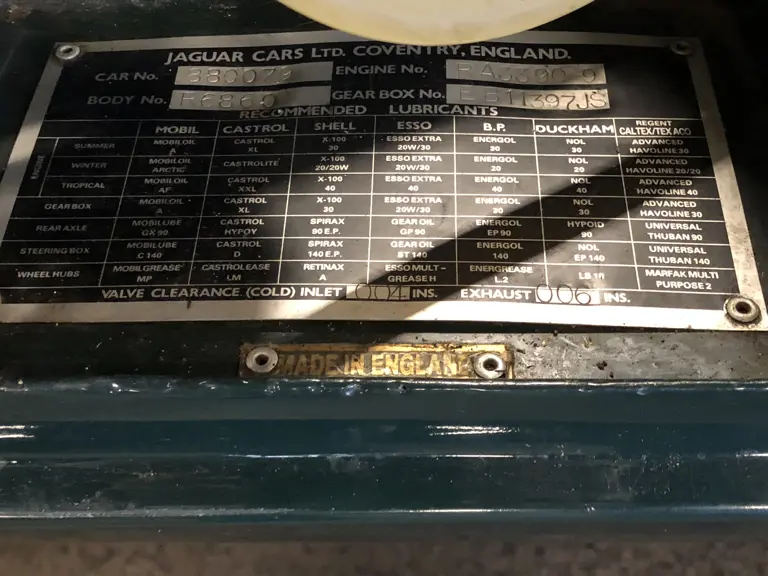 JAGUAR CARS LTD. COVENTRY, ENGLAND.
CAR No. 880079 ENGINE No.
BODY No. GEAR BOX No. EB11397JS
RECOMMENDED LUBRICANTS
MOBIL CASTROL SHELL ESSO B.P. DUCKHAM REGENT CALTEX/TEXACO
ENGINE
SUMMER MOBILOIL A CASTROL XL X-100 30 ESSO EXTRA 20W/30 ENERGOL 30 NOL 30 ADVANCED HAVOLINE 30
WINTER MOBILOIL ARCTIC CASTROLITE X-100 20/20W ESSO EXTRA 20W/30 ENERGOL 20 NOL 20 ADVANCED HAVOLINE 20/20
TROPICAL MOBILOIL AF CASTROL XXL X-100 40 ESSO EXTRA 40 ENERGOL 40 NOL 40 ADVANCED HAVOLINE 40
GEAR BOX MOBILOIL A CASTROL XL X-100 30 ESSO EXTRA 20W/30 ENERGOL 30 NOL 30 ADVANCED HAVOLINE 30
REAR AXLE MOBILUBE GX 90 CASTROL HYPOY SPIRAX 90 E.P. GEAR OIL GP 90 ENERGOL EP 90 HYPOID 90 UNIVERSAL THUBAN 90
STEERING BOX MOBILUBE C 140 CASTROL D SPIRAX 140 E.P. GEAR OIL ST 140 ENERGOL 140 NOL EP 140 UNIVERSAL THUBAN 140
WHEEL HUBS MOBILGREASE MP CASTROLEASE LM RETINAX A ESSO MULT- GREASE H ENERGREASE L.2 LB 10 MARFAK MULTI PURPOSE 2
VALVE CLEARANCE (COLD) INLET .004 INS. EXHAUST .006 INS.
MADE IN ENGLAND